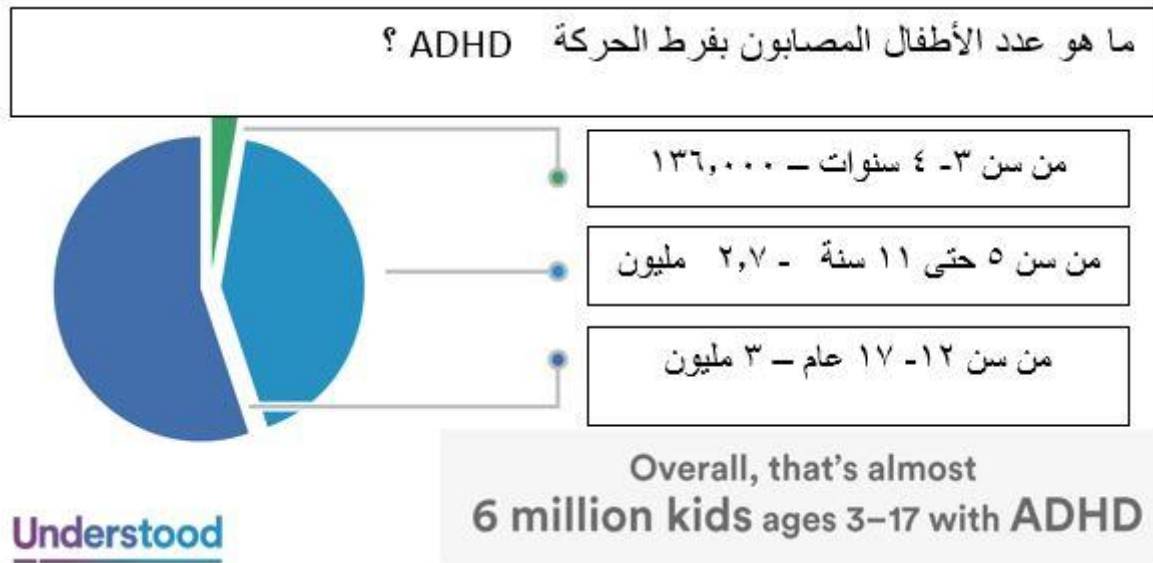 ما هو عدد الأطفال المصابون بفرط الحركة ADHD ؟
من سن ٣- ٤ سنوات – ١٣٦,٠٠٠
من سن ٥ حتى ١١ سنة - ٢,٧ مليون
من سن ١٢- ١٧ عام – ٣ مليون
Overall, that's almost
6 million kids ages 3–17 with ADHD
Understood